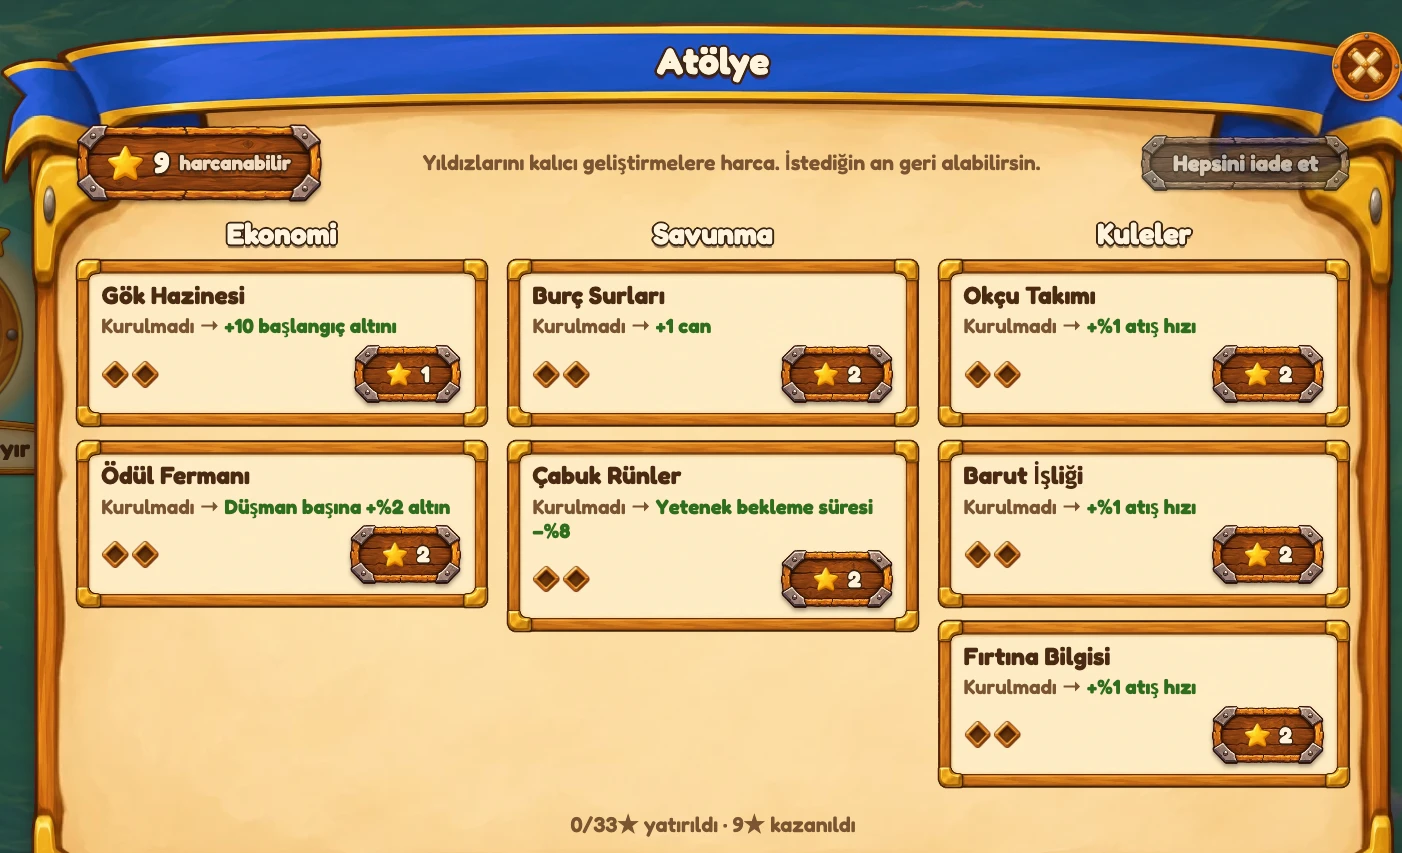 Atölye
9 harcanabilir
Yıldızlarını kalıcı geliştirmelere harca. İstediğin an geri alabilirsin.
Hepsini iade et
Ekonomi
Gök Hazinesi
Kurulmadı → +10 başlangıç altını
1
Ödül Fermanı
Kurulmadı → Düşman başına +%2 altın
2
Savunma
Burç Surları
Kurulmadı → +1 can
2
Çabuk Rünler
Kurulmadı → Yetenek bekleme süresi
−%8
2
Kuleler
Okçu Takımı
Kurulmadı → +%1 atış hızı
2
Barut İşliği
Kurulmadı → +%1 atış hızı
2
Fırtına Bilgisi
Kurulmadı → +%1 atış hızı
2
yır
0/33★ yatırıldı · 9★ kazanıldı